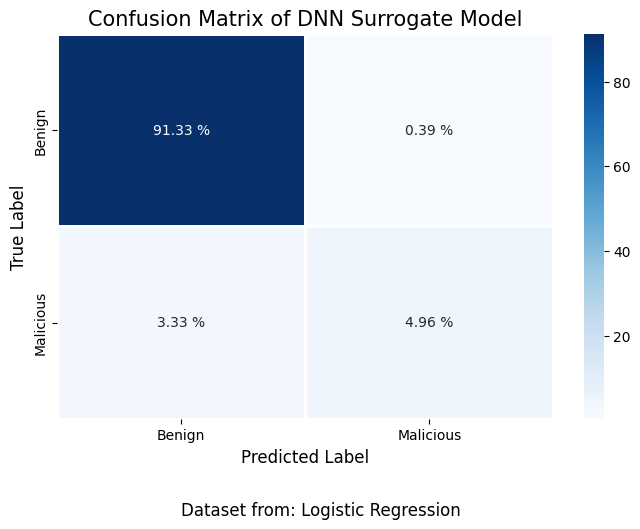 Confusion Matrix of DNN Surrogate Model
True Label
Benign
91.33 %
0.39 %
Malicious
3.33 %
4.96 %
Benign
Malicious
Predicted Label
80
60
40
20
Dataset from: Logistic Regression